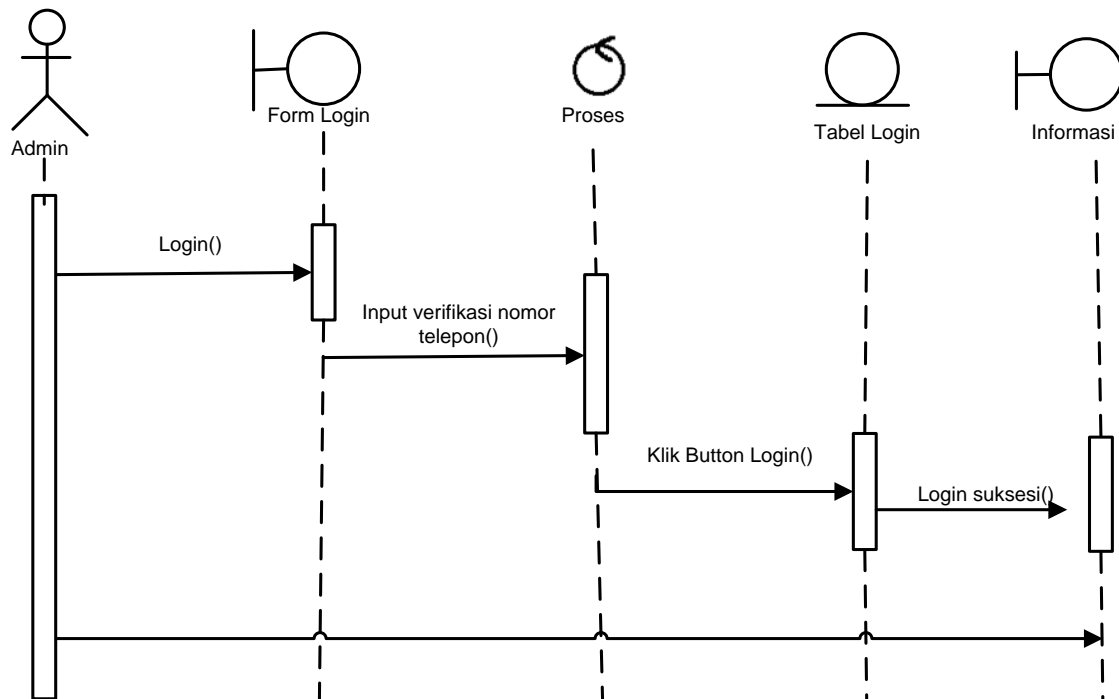 Admin
Form Login
Proses
Tabel Login
Informasi
Login()
Input verifikasi nomor
telepon()
Klik Button Login()
Login suksesi()